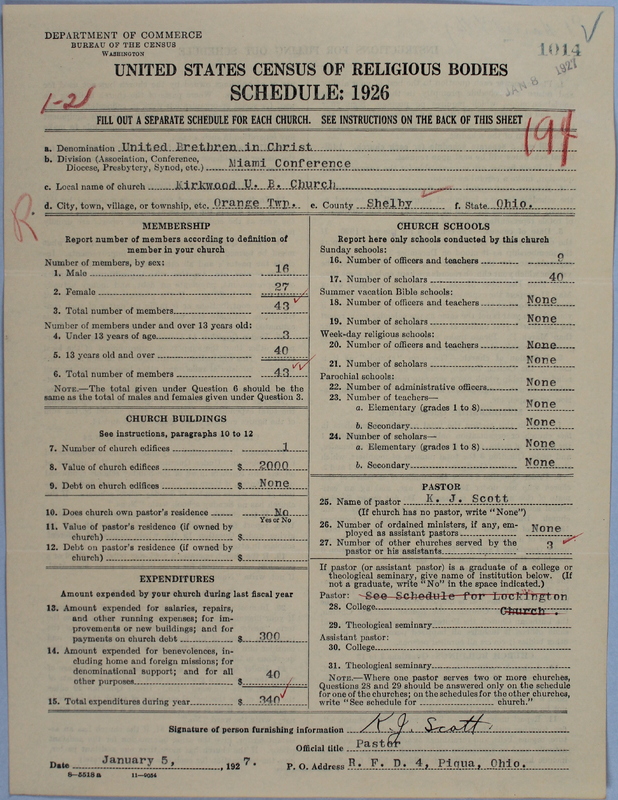 DEPARTMENT OF COMMERCE
BUREAU OF THE CENSUS
WASHINGTON
1014
JAN 8 1927
UNITED STATES CENSUS OF RELIGIOUS BODIES
SCHEDULE: 1926
1-21
FILL OUT A SEPARATE SCHEDULE FOR EACH CHURCH. SEE INSTRUCTIONS ON THE BACK OF THIS SHEET
194
a. Denomination United Brethren in Christ
b. Division (Association, Conference, Diocese, Presbytery, Synod, etc.) Miami Conference
c. Local name of church Kirkwood U. B. Church
d. City, town, village, or township, etc. Orange Twp. e. County Shelby f. State Ohio.
R.
MEMBERSHIP
Report number of members according to definition of
member in your church
Number of members, by sex:
1. Male 16
2. Female 27
3. Total number of members 43
Number of members under and over 13 years old:
4. Under 13 years of age 3
5. 13 years old and over 40
6. Total number of members 43
NOTE.—The total given under Question 6 should be the
same as the total of males and females given under Question 3.
CHURCH BUILDINGS
See instructions, paragraphs 10 to 12
7. Number of church edifices 1
8. Value of church edifices $ 2000
9. Debt on church edifices $ None
10. Does church own pastor's residence No
Yes or No
11. Value of pastor's residence (if owned by
church) $
12. Debt on pastor's residence (if owned by
church) $
EXPENDITURES
Amount expended by your church during last fiscal year
13. Amount expended for salaries, repairs,
and other running expenses; for im-
provements or new buildings; and for
payments on church debt $ 300
14. Amount expended for benevolences, in-
cluding home and foreign missions; for
denominational support; and for all
other purposes $ 40
15. Total expenditures during year $ 340
CHURCH SCHOOLS
Report here only schools conducted by this church
Sunday schools:
16. Number of officers and teachers 8
17. Number of scholars 40
Summer vacation Bible schools:
18. Number of officers and teachers None
19. Number of scholars None
Week-day religious schools:
20. Number of officers and teachers None
21. Number of scholars None
Parochial schools:
22. Number of administrative officers None
23. Number of teachers—
a. Elementary (grades 1 to 8) None
b. Secondary None
24. Number of scholars—
a. Elementary (grades 1 to 8) None
b. Secondary None
PASTOR
25. Name of pastor K. J. Scott
(If church has no pastor, write "None")
26. Number of ordained ministers, if any, em-
ployed as assistant pastors None
27. Number of other churches served by the
pastor or his assistants 3
If pastor (or assistant pastor) is a graduate of a college or
theological seminary, give name of institution below. (If
not a graduate, write "No" in the space indicated.)
Pastor: See Schedule for Lockington
28. College Church.
29. Theological seminary
Assistant pastor:
30. College
31. Theological seminary
NOTE.—Where one pastor serves two or more churches,
Questions 28 and 29 should be answered only on the schedule
for one of the churches; on the schedules for the other churches,
write "See schedule for church."
Signature of person furnishing information K. J. Scott
Official title Pastor
Date January 5, , 1927. P. O. Address R. F. D. 4, Piqua, Ohio.
8—5518 a 11—9054